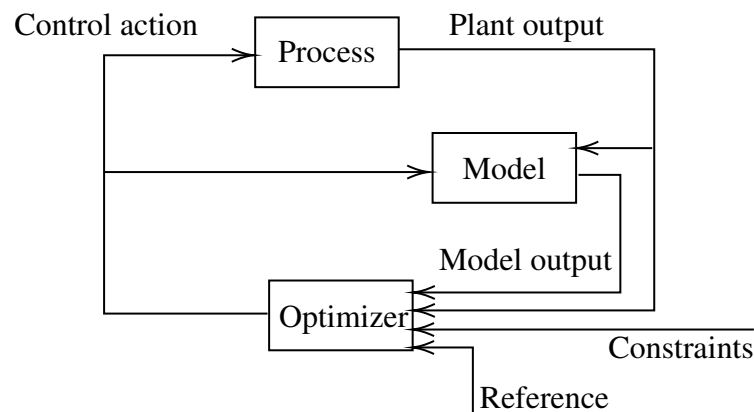 Control action
Plant output
Process
Model
Model output
Optimizer
Constraints
Reference